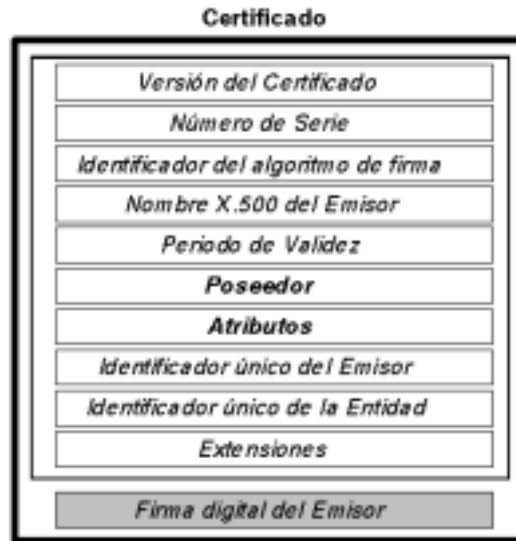 Certificado
Versión del Certificado
Número de Serie
Identificador del algoritmo de firma
Nombre X.500 del Emisor
Periodo de Validez
Poseedor
Atributos
Identificador único del Emisor
Identificador único de la Entidad
Extensiones
Firma digital del Emisor